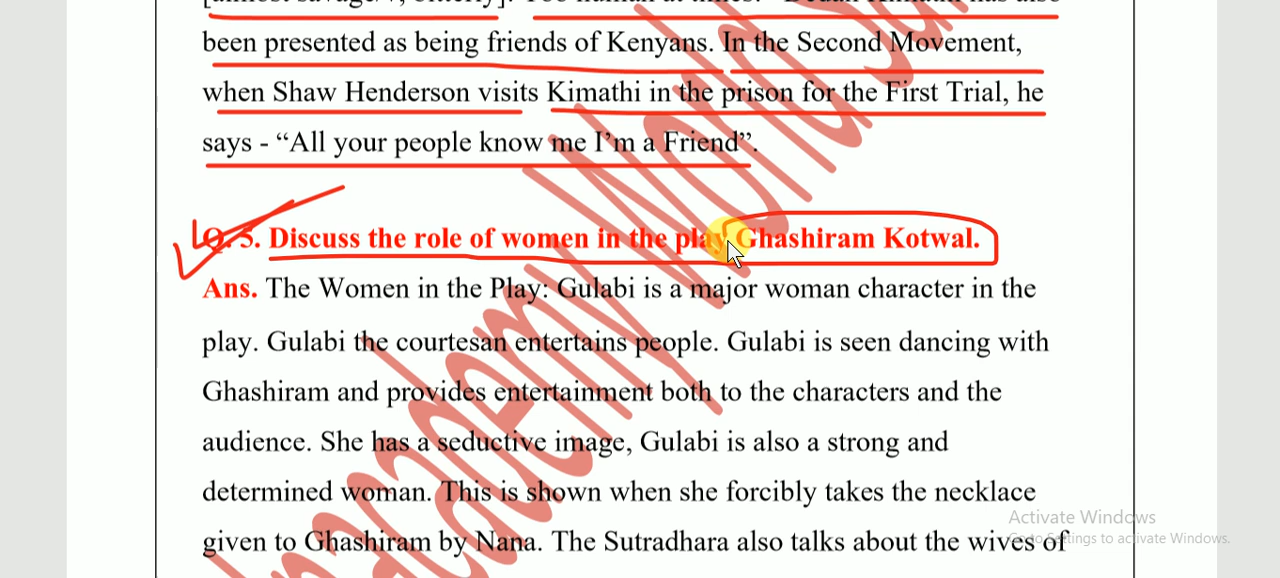 been presented as being friends of Kenyans. In the Second Movement,
when Shaw Henderson visits Kimathi in the prison for the First Trial, he
says - “All your people know me I’m a Friend”.
Q. 5. Discuss the role of women in the play Ghashiram Kotwal.
Ans. The Women in the Play: Gulabi is a major woman character in the
play. Gulabi the courtesan entertains people. Gulabi is seen dancing with
Ghashiram and provides entertainment both to the characters and the
audience. She has a seductive image, Gulabi is also a strong and
determined woman. This is shown when she forcibly takes the necklace
given to Ghashiram by Nana. The Sutradhara also talks about the wives of
Activate Windows
Go to Settings to activate Windows.